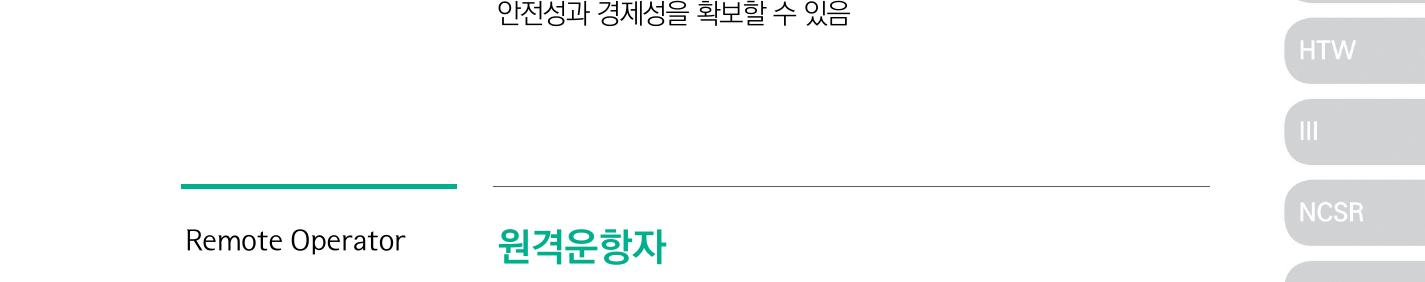 안전성과 경제성을 확보할 수 있음
HTW
III
NCSR
Remote Operator
원격운항자